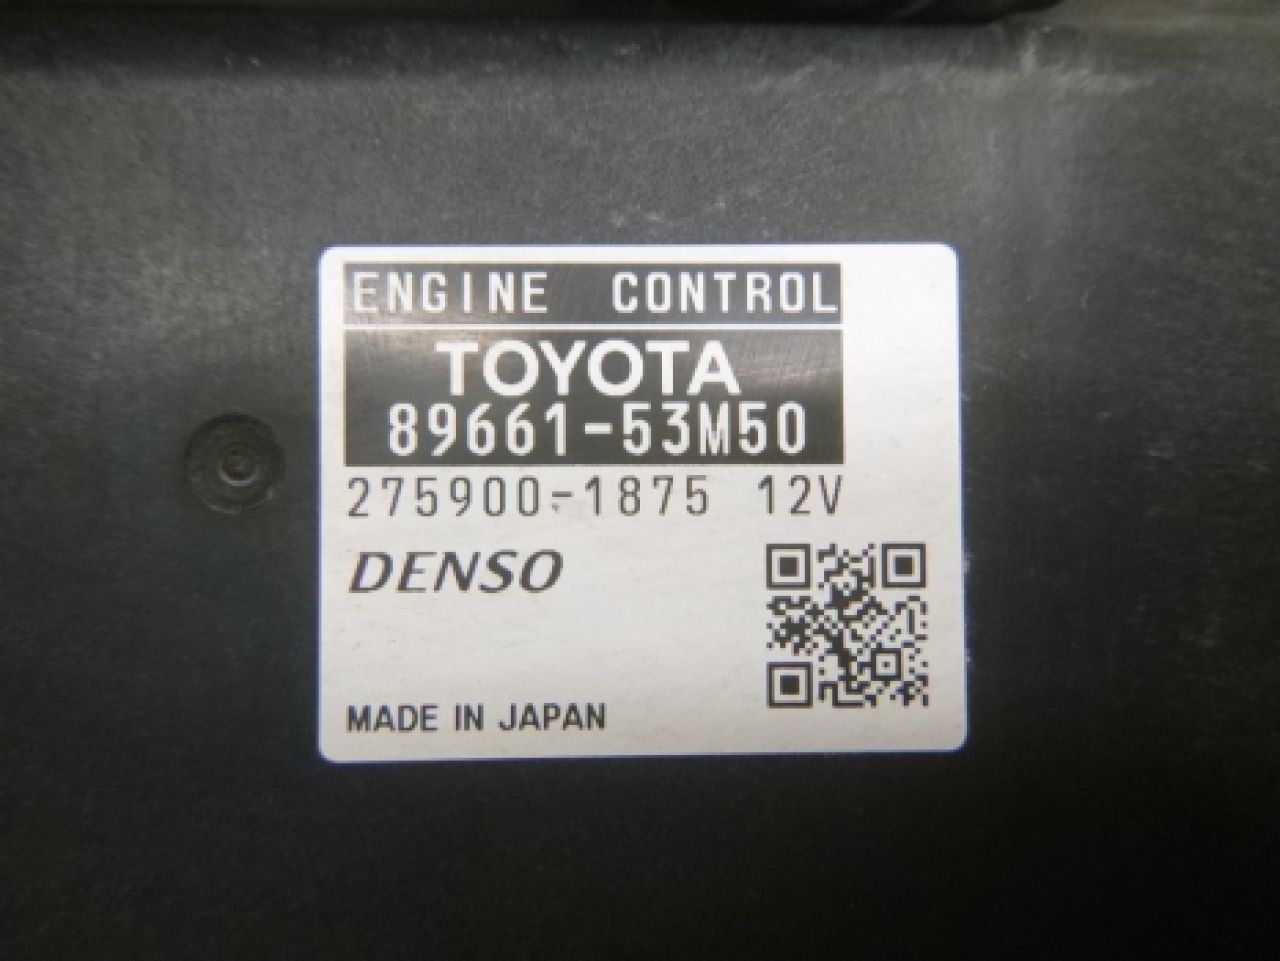 ENGINE CONTROL
TOYOTA
89661-53M50
275900-1875 12V
DENSO
MADE IN JAPAN